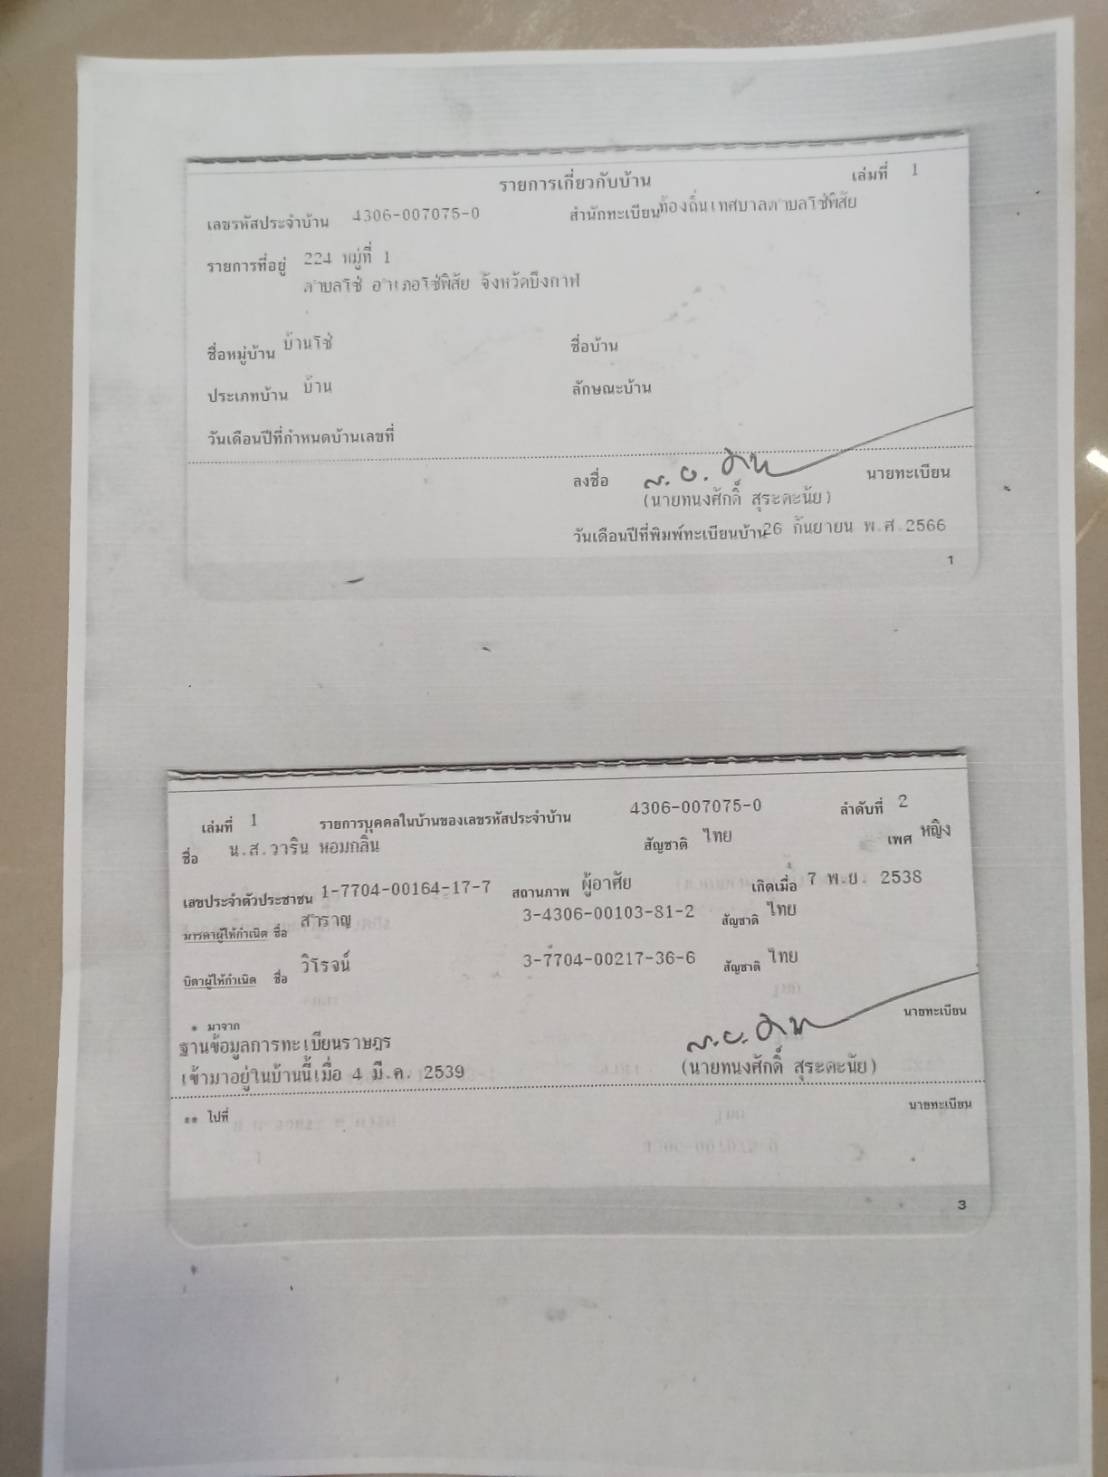 รายการเกี่ยวกับบ้าน เล่มที่ 1
เลขรหัสประจำบ้าน 4306-007075-0 สำนักทะเบียน ท้องถิ่นเทศบาลตำบลโซ่พิสัย
รายการที่อยู่ 224 หมู่ที่ 1
ตำบลโซ่ อำเภอโซ่พิสัย จังหวัดบึงกาฬ
ชื่อหมู่บ้าน บ้านโซ่ ชื่อบ้าน
ประเภทบ้าน บ้าน ลักษณะบ้าน
วันเดือนปีที่กำหนดบ้านเลขที่
ลงชื่อ นายทะเบียน
(นายทนงศักดิ์ สุระตะนัย)
วันเดือนปีที่พิมพ์ทะเบียนบ้าน 26 กันยายน พ.ศ.2566
1
เล่มที่ 1 รายการบุคคลในบ้านของเลขรหัสประจำบ้าน 4306-007075-0 ลำดับที่ 2
ชื่อ น.ส.วาริน หอมกลิ่น สัญชาติ ไทย เพศ หญิง
เลขประจำตัวประชาชน 1-7704-00164-17-7 สถานภาพ ผู้อาศัย เกิดเมื่อ 7 พ.ย. 2538
มารดาผู้ให้กำเนิด ชื่อ สำราญ 3-4306-00103-81-2 สัญชาติ ไทย
บิดาผู้ให้กำเนิด ชื่อ วิโรจน์ 3-7704-00217-36-6 สัญชาติ ไทย
* มาจาก นายทะเบียน
ฐานข้อมูลการทะเบียนราษฎร
เข้ามาอยู่ในบ้านนี้เมื่อ 4 มี.ค. 2539 (นายทนงศักดิ์ สุระตะนัย)
** ไปที่ นายทะเบียน
3